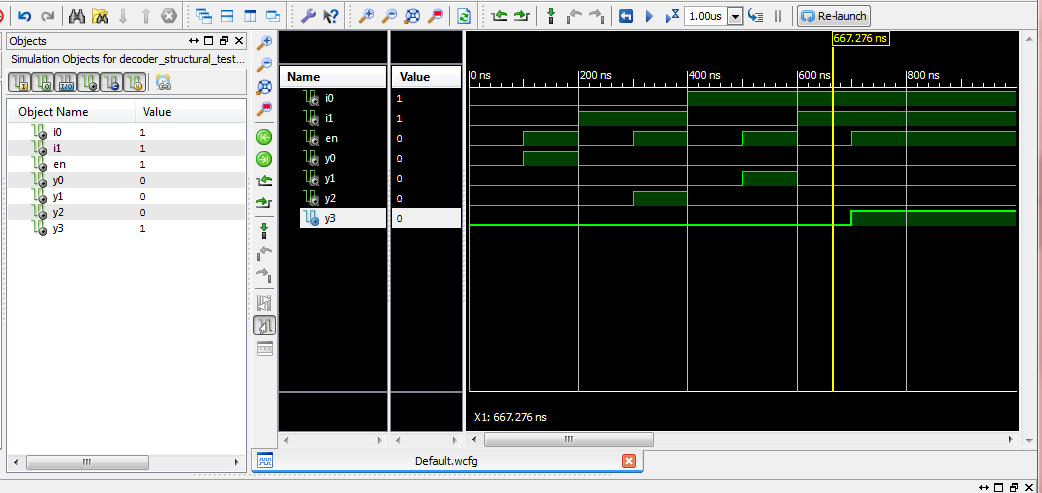 1.00us
Re-launch
Objects
Simulation Objects for decoder_structural_test...
Object Name Value
i0 1
i1 1
en 1
y0 0
y1 0
y2 0
y3 1
Name Value
i0 1
i1 1
en 0
y0 0
y1 0
y2 0
y3 0
667.276 ns
0 ns 200 ns 400 ns 600 ns 800 ns
X1: 667.276 ns
Default.wcfg